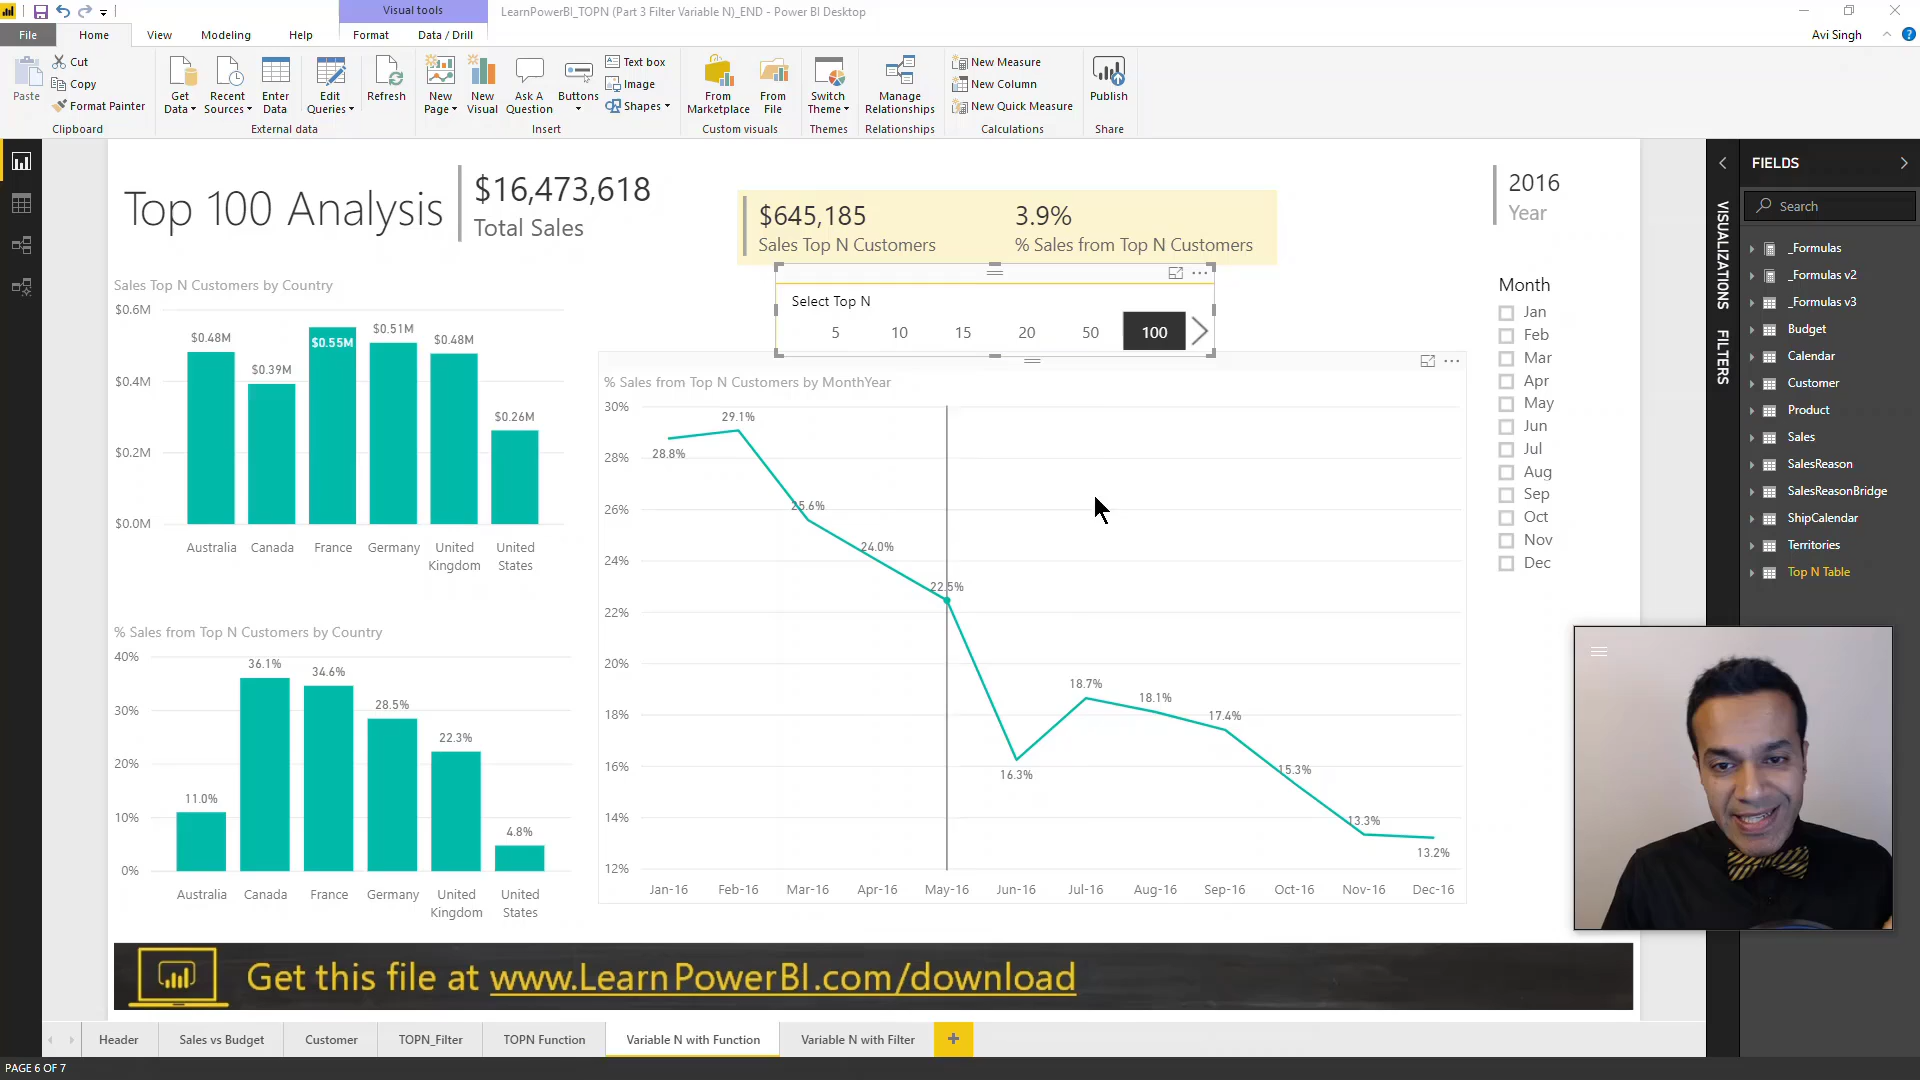 Visual tools
LearnPowerBI_TOPN (Part 3 Filter Variable N)_END - Power BI Desktop
File
Home
View
Modeling
Help
Format
Data / Drill
Avi Singh
?
Paste
Cut
Copy
Format Painter
Clipboard
Get
Data
Recent
Sources
Enter
Data
Edit
Queries
Refresh
External data
New
Page
New
Visual
Ask A
Question
Buttons
Text box
Image
Shapes
Insert
From
Marketplace
From
File
Custom visuals
Switch
Theme
Themes
Manage
Relationships
Relationships
New Measure
New Column
New Quick Measure
Calculations
Publish
Share
Top 100 Analysis
$16,473,618
Total Sales
$645,185
Sales Top N Customers
3.9%
% Sales from Top N Customers
2016
Year
Select Top N
5
10
15
20
50
100
Sales Top N Customers by Country
$0.6M
$0.4M
$0.2M
$0.0M
$0.48M
$0.39M
$0.55M
$0.51M
$0.48M
$0.26M
Australia
Canada
France
Germany
United
Kingdom
United
States
% Sales from Top N Customers by Country
40%
30%
20%
10%
0%
11.0%
36.1%
34.6%
28.5%
22.3%
4.8%
Australia
Canada
France
Germany
United
Kingdom
United
States
% Sales from Top N Customers by MonthYear
30%
28%
26%
24%
22%
20%
18%
16%
14%
12%
28.8%
29.1%
25.6%
24.0%
22.5%
16.3%
18.7%
18.1%
17.4%
15.3%
13.3%
13.2%
Jan-16
Feb-16
Mar-16
Apr-16
May-16
Jun-16
Jul-16
Aug-16
Sep-16
Oct-16
Nov-16
Dec-16
Month
Jan
Feb
Mar
Apr
May
Jun
Jul
Aug
Sep
Oct
Nov
Dec
VISUALIZATIONS
FILTERS
FIELDS
Search
_Formulas
_Formulas v2
_Formulas v3
Budget
Calendar
Customer
Product
Sales
SalesReason
SalesReasonBridge
ShipCalendar
Territories
Top N Table
Get this file at www.LearnPowerBI.com/download
Header
Sales vs Budget
Customer
TOPN_Filter
TOPN Function
Variable N with Function
Variable N with Filter
+
PAGE 6 OF 7